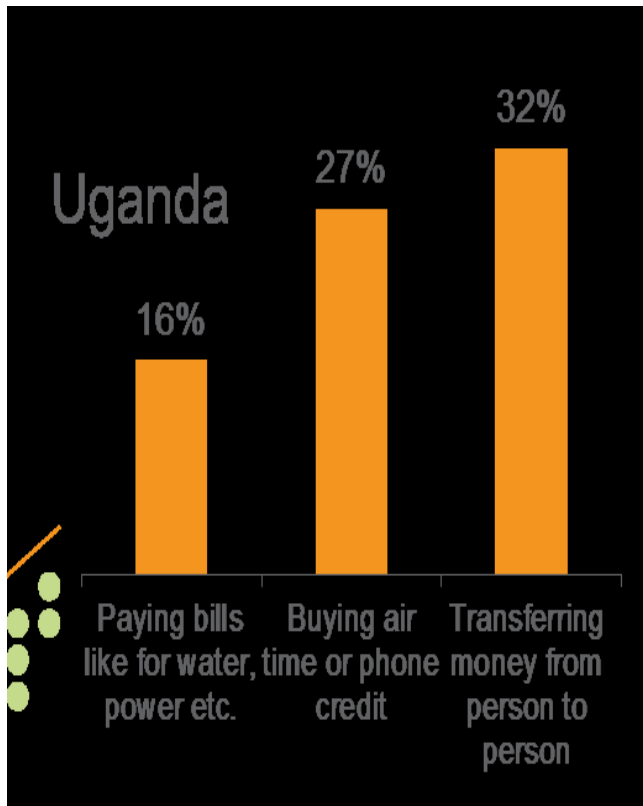 Uganda
16%
27%
32%
Paying bills
like for water,
power etc.
Buying air
time or phone
credit
Transferring
money from
person to
person